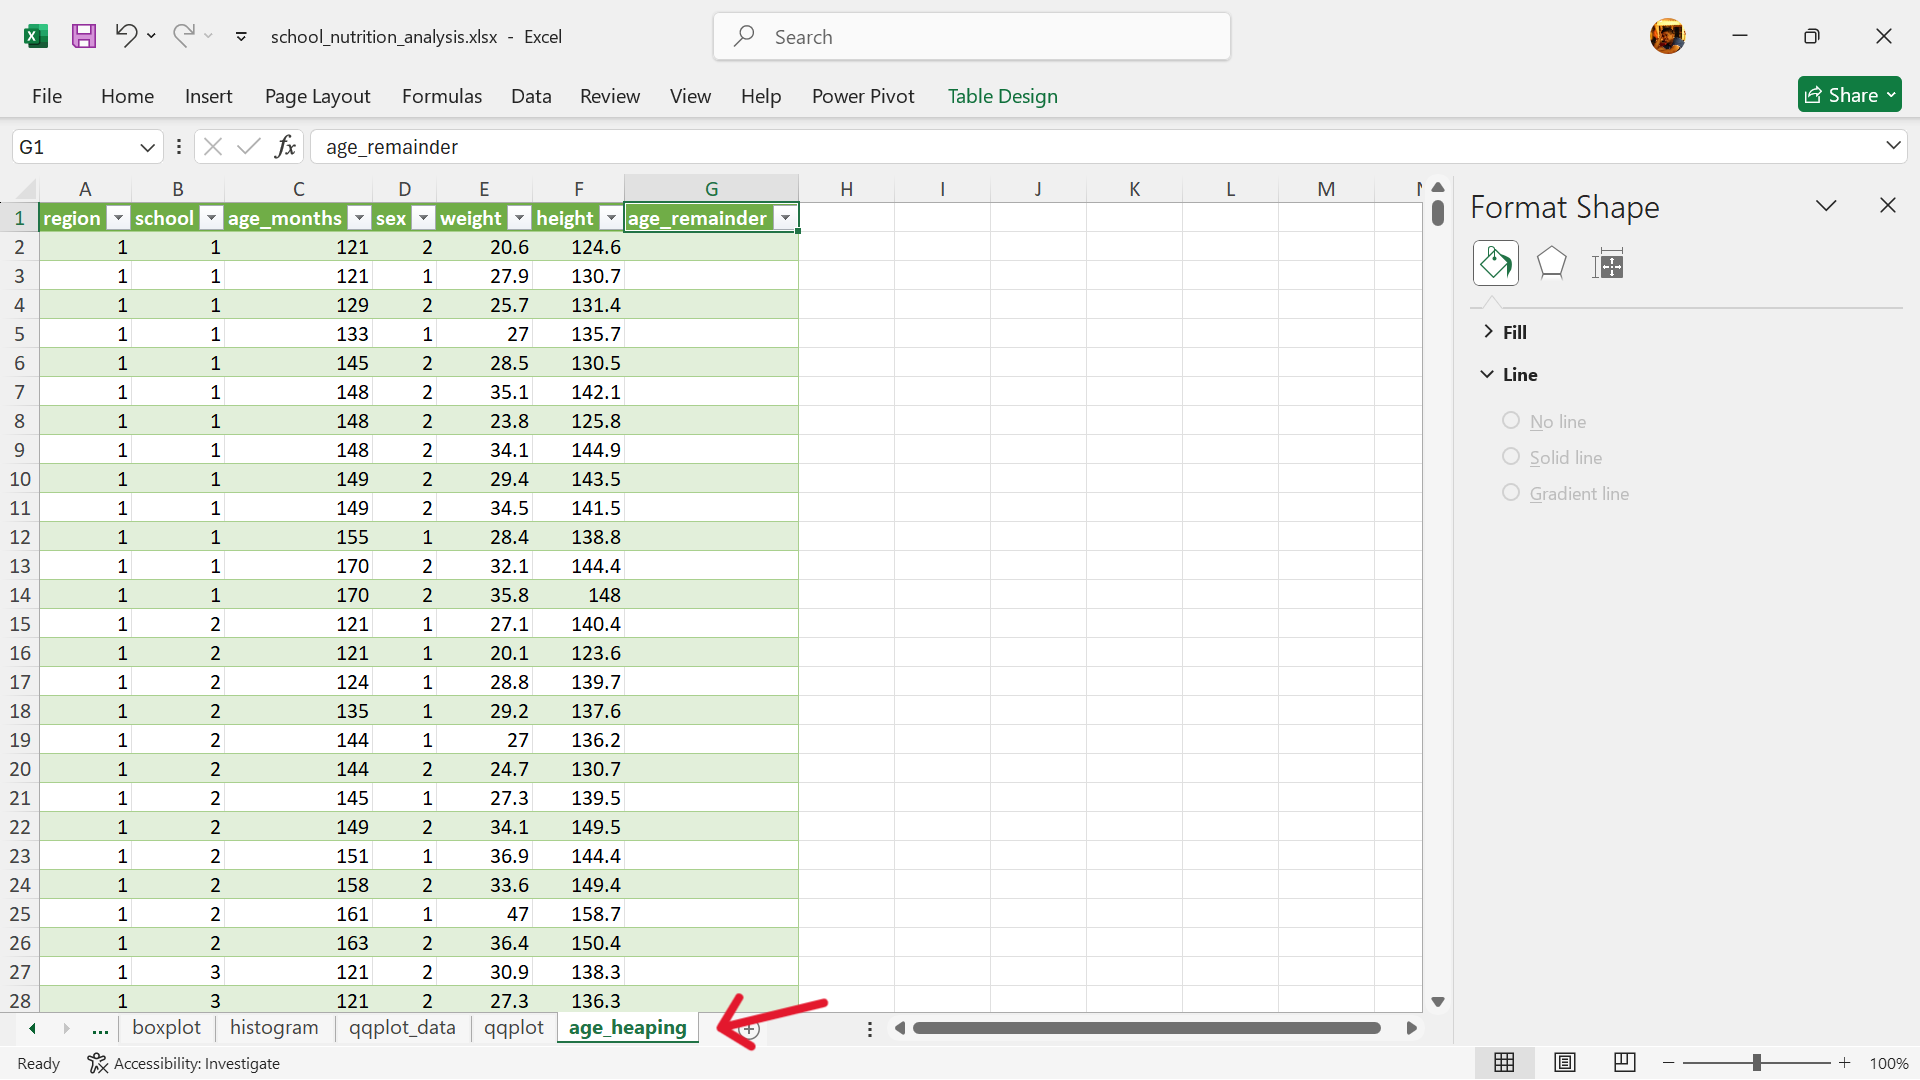 school_nutrition_analysis.xlsx - Excel
Search
File Home Insert Page Layout Formulas Data Review View Help Power Pivot Table Design Share
G1 fx age_remainder
A B C D E F G H I J K L M
1 region school age_months sex weight height age_remainder
2 1 1 121 2 20.6 124.6
3 1 1 121 1 27.9 130.7
4 1 1 129 2 25.7 131.4
5 1 1 133 1 27 135.7
6 1 1 145 2 28.5 130.5
7 1 1 148 2 35.1 142.1
8 1 1 148 2 23.8 125.8
9 1 1 148 2 34.1 144.9
10 1 1 149 2 29.4 143.5
11 1 1 149 2 34.5 141.5
12 1 1 155 1 28.4 138.8
13 1 1 170 2 32.1 144.4
14 1 1 170 2 35.8 148
15 1 2 121 1 27.1 140.4
16 1 2 121 1 20.1 123.6
17 1 2 124 1 28.8 139.7
18 1 2 135 1 29.2 137.6
19 1 2 144 1 27 136.2
20 1 2 144 2 24.7 130.7
21 1 2 145 1 27.3 139.5
22 1 2 149 2 34.1 149.5
23 1 2 151 1 36.9 144.4
24 1 2 158 2 33.6 149.4
25 1 2 161 1 47 158.7
26 1 2 163 2 36.4 150.4
27 1 3 121 2 30.9 138.3
28 1 3 121 2 27.3 136.3
Format Shape
Fill
Line
No line
Solid line
Gradient line
... boxplot histogram qqplot_data qqplot age_heaping
Ready Accessibility: Investigate 100%